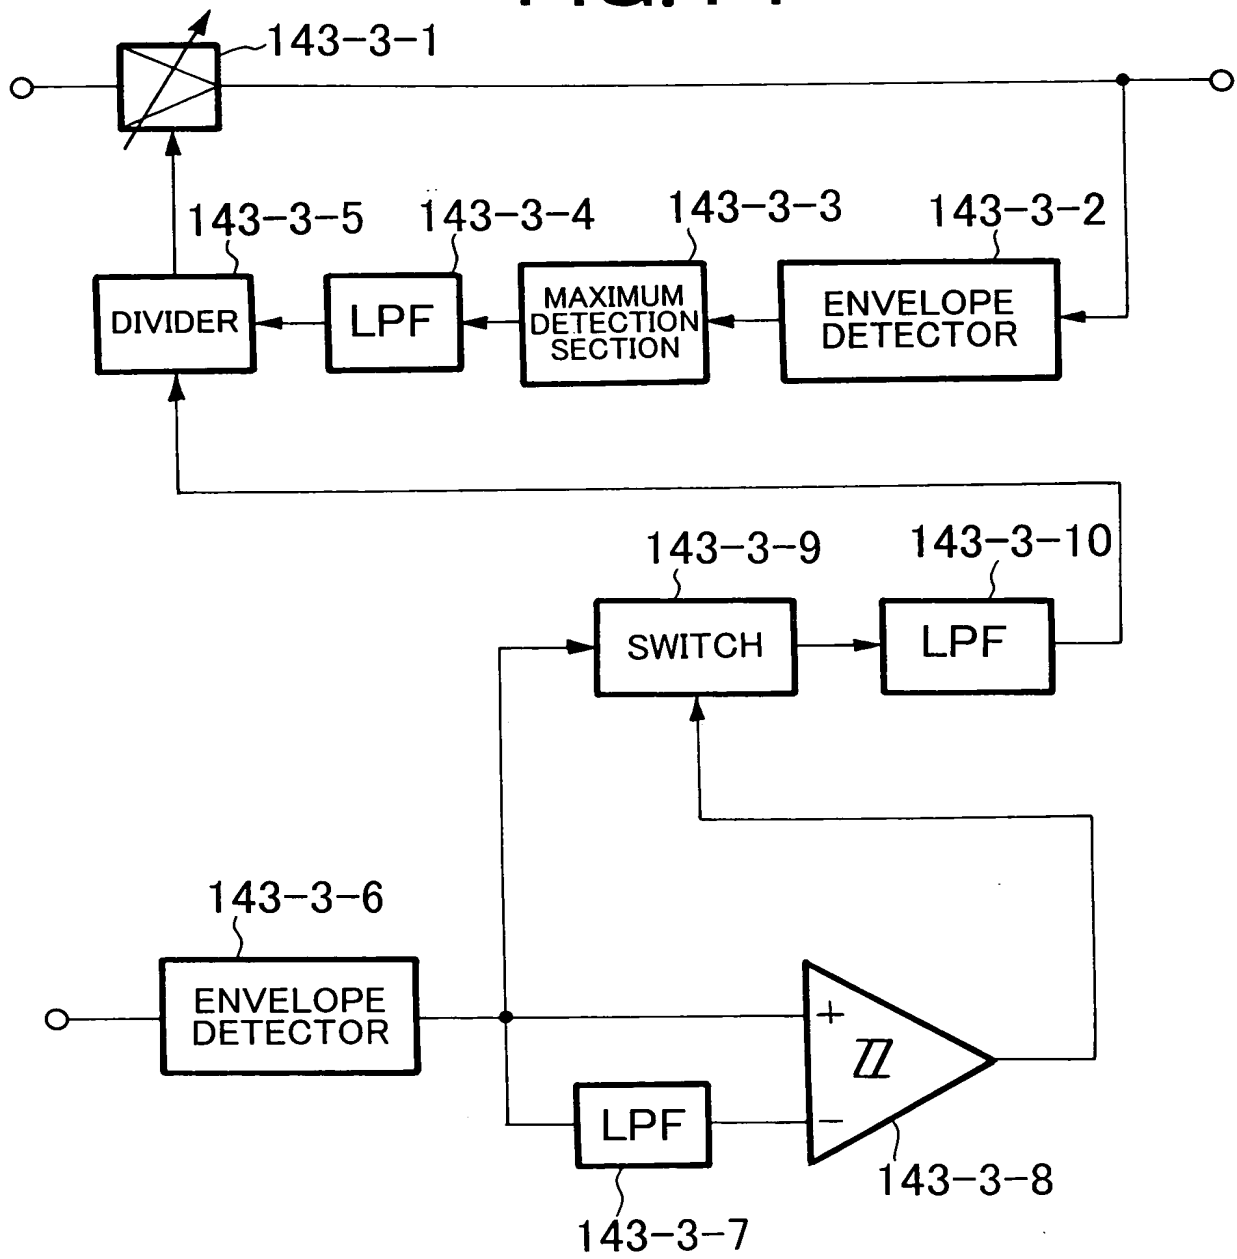 143-3-1
143-3-5
143-3-4
143-3-3
143-3-2
DIVIDER
LPF
MAXIMUM
DETECTION
SECTION
ENVELOPE
DETECTOR
143-3-9
143-3-10
SWITCH
LPF
143-3-6
ENVELOPE
DETECTOR
+
LPF
−
143-3-8
143-3-7